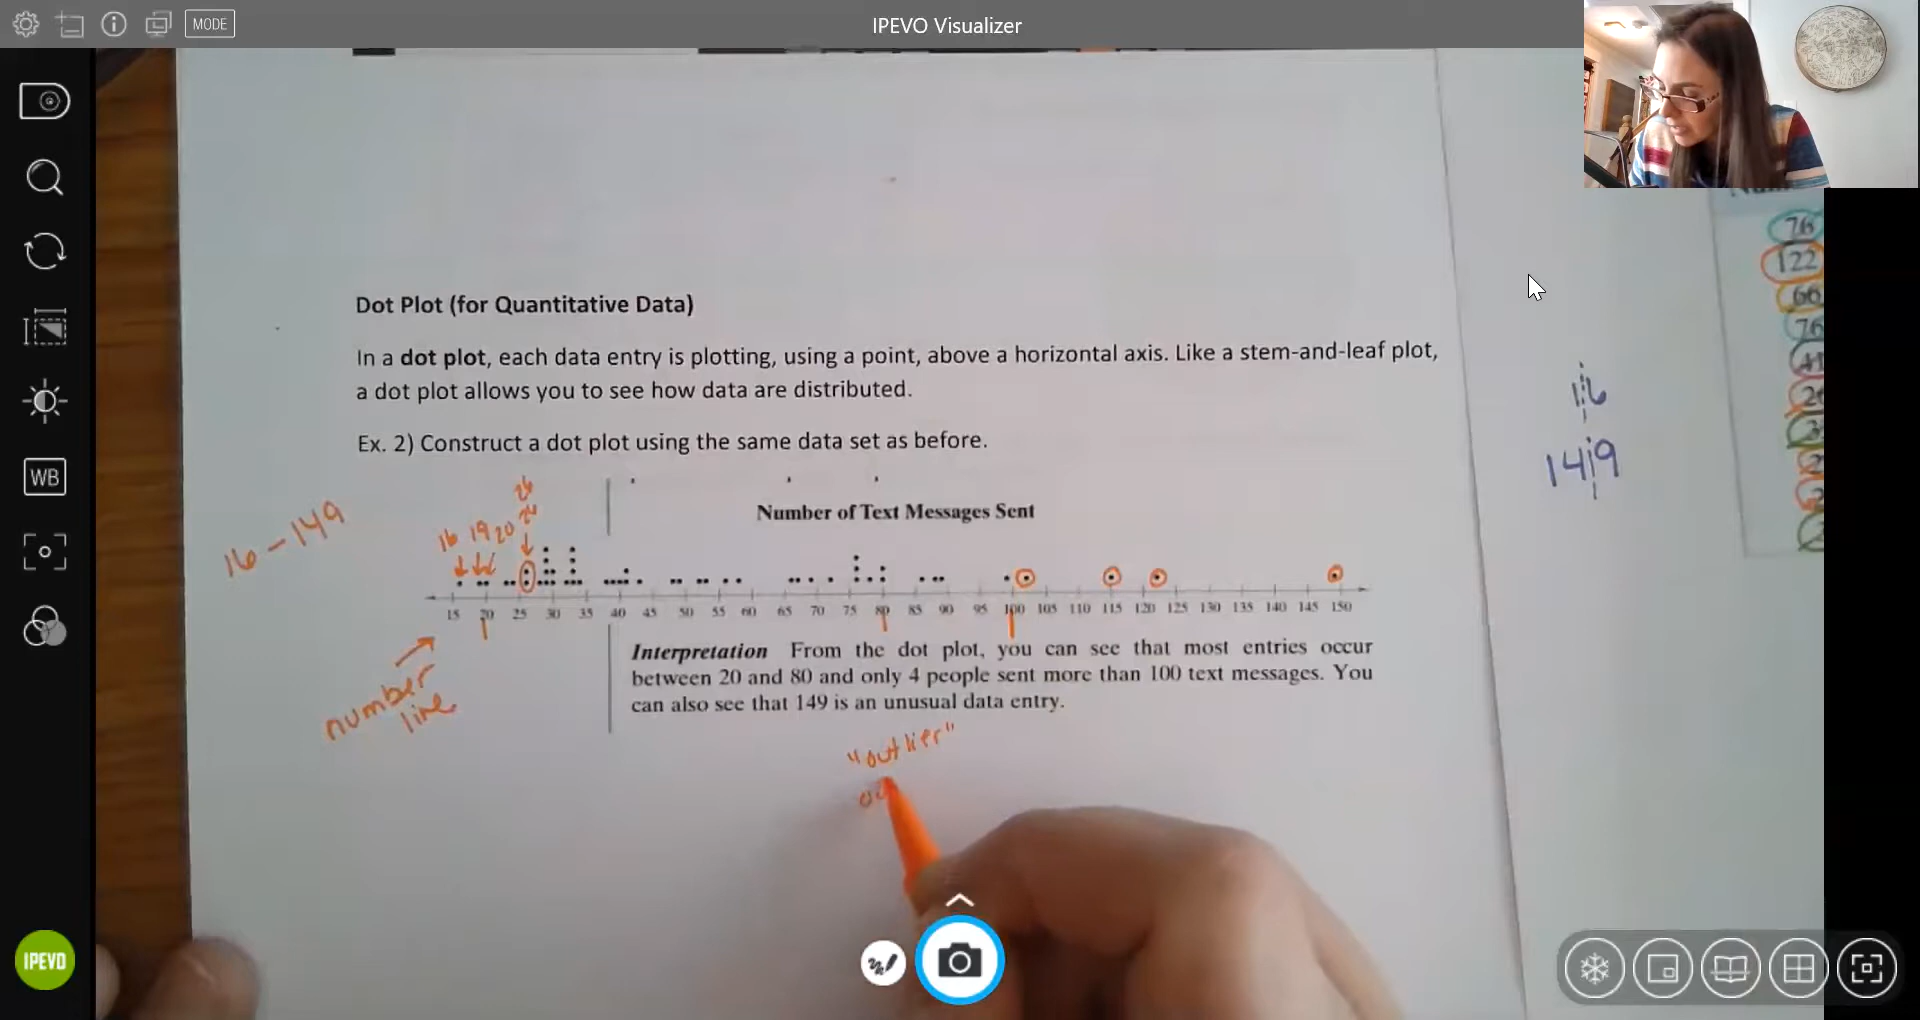 MODE
IPEVO Visualizer
WB
IPEVO
76
122
66
76
Dot Plot (for Quantitative Data)
In a dot plot, each data entry is plotting, using a point, above a horizontal axis. Like a stem-and-leaf plot,
a dot plot allows you to see how data are distributed.
Ex. 2) Construct a dot plot using the same data set as before.
16
149
16 – 149
16 19 20
Number of Text Messages Sent
15 20 25 30 35 40 45 50 55 60 65 70 75 80 85 90 95 100 105 110 115 120 125 130 135 140 145 150
number
line
Interpretation From the dot plot, you can see that most entries occur
between 20 and 80 and only 4 people sent more than 100 text messages. You
can also see that 149 is an unusual data entry.
"outlier"